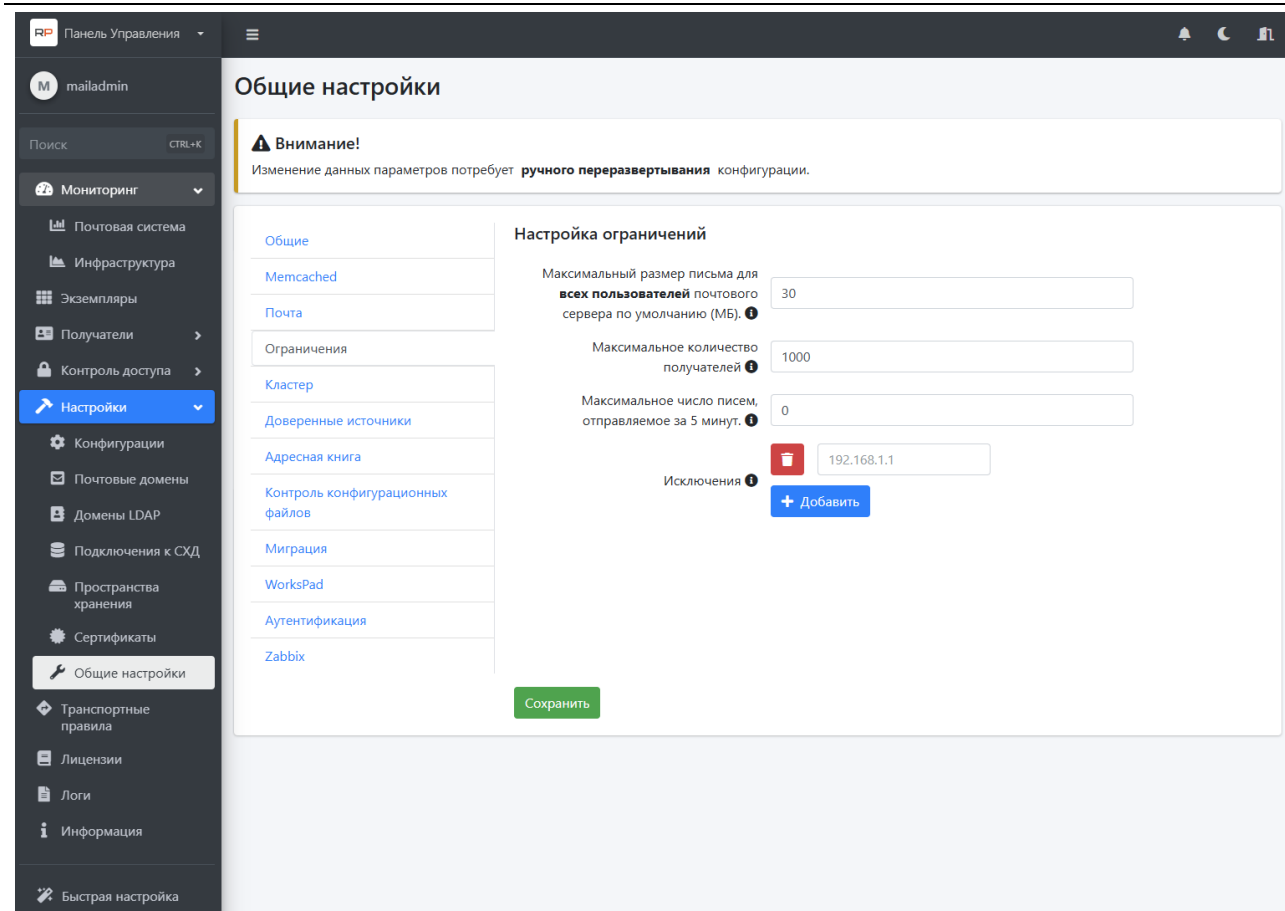 RP Панель Управления
M mailadmin
Поиск CTRL+K
Мониторинг
Почтовая система
Инфраструктура
Экземпляры
Получатели
Контроль доступа
Настройки
Конфигурации
Почтовые домены
Домены LDAP
Подключения к СХД
Пространства
хранения
Сертификаты
Общие настройки
Транспортные
правила
Лицензии
Логи
Информация
Быстрая настройка
Общие настройки
Внимание!
Изменение данных параметров потребует ручного переразвертывания конфигурации.
Общие
Memcached
Почта
Ограничения
Кластер
Доверенные источники
Адресная книга
Контроль конфигурационных
файлов
Миграция
WorksPad
Аутентификация
Zabbix
Настройка ограничений
Максимальный размер письма для
всех пользователей почтового
сервера по умолчанию (МБ).
30
Максимальное количество
получателей
1000
Максимальное число писем,
отправляемое за 5 минут.
0
Исключения
192.168.1.1
Добавить
Сохранить